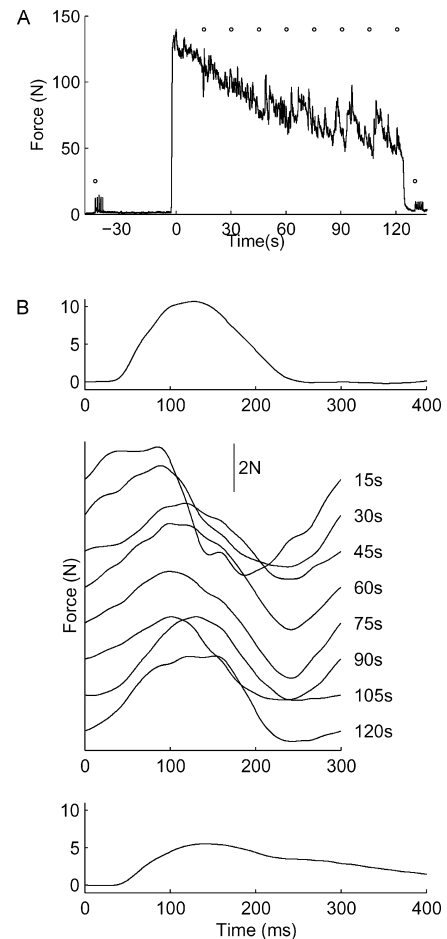 A
150
100
50
0
Force (N)
−30 0 30 60 90 120
Time(s)
B
10
5
0
0 100 200 300 400
2N
15s
30s
45s
60s
75s
90s
105s
120s
Force (N)
0 100 200 300
10
5
0
0 100 200 300 400
Time (ms)